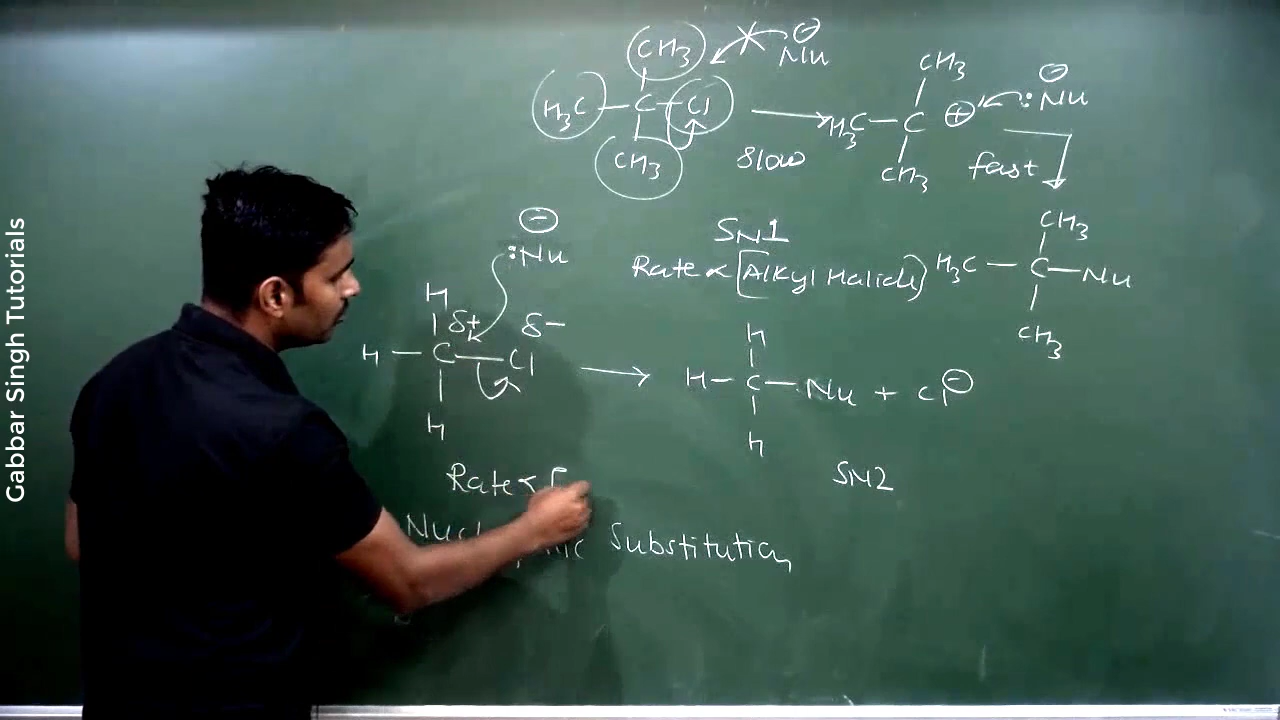 Gabbar Singh Tutorials
CH3 Nu ⊖
H3C — C — Cl
CH3
Slow
CH3
H3C — C ⊕
CH3
⊖
:Nu
fast
SN1
Rate ∝ [Alkyl Halide]
CH3
H3C — C — Nu
CH3
⊖
:Nu
H
δ+ δ−
H — C — Cl
H
H
H — C — Nu + Cl⊖
H
SN2
Rate ∝ [
Substitution